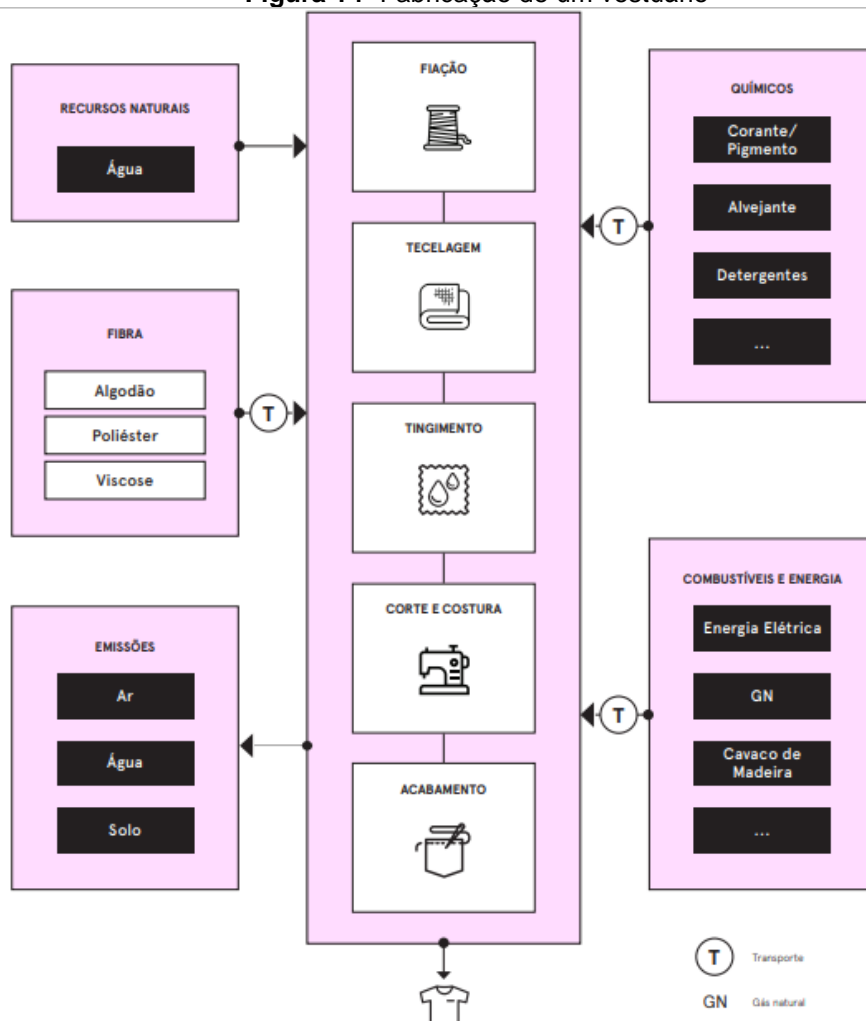 Fabricação de um vestuário
RECURSOS NATURAIS
Água
FIBRA
Algodão
Poliéster
Viscose
EMISSÕES
Ar
Água
Solo
FIAÇÃO
TECELAGEM
TINGIMENTO
CORTE E COSTURA
ACABAMENTO
T
T
T
QUÍMICOS
Corante/
Pigmento
Alvejante
Detergentes
...
COMBUSTÍVEIS E ENERGIA
Energia Elétrica
GN
Cavaco de
Madeira
...
T Transporte
GN Gás natural